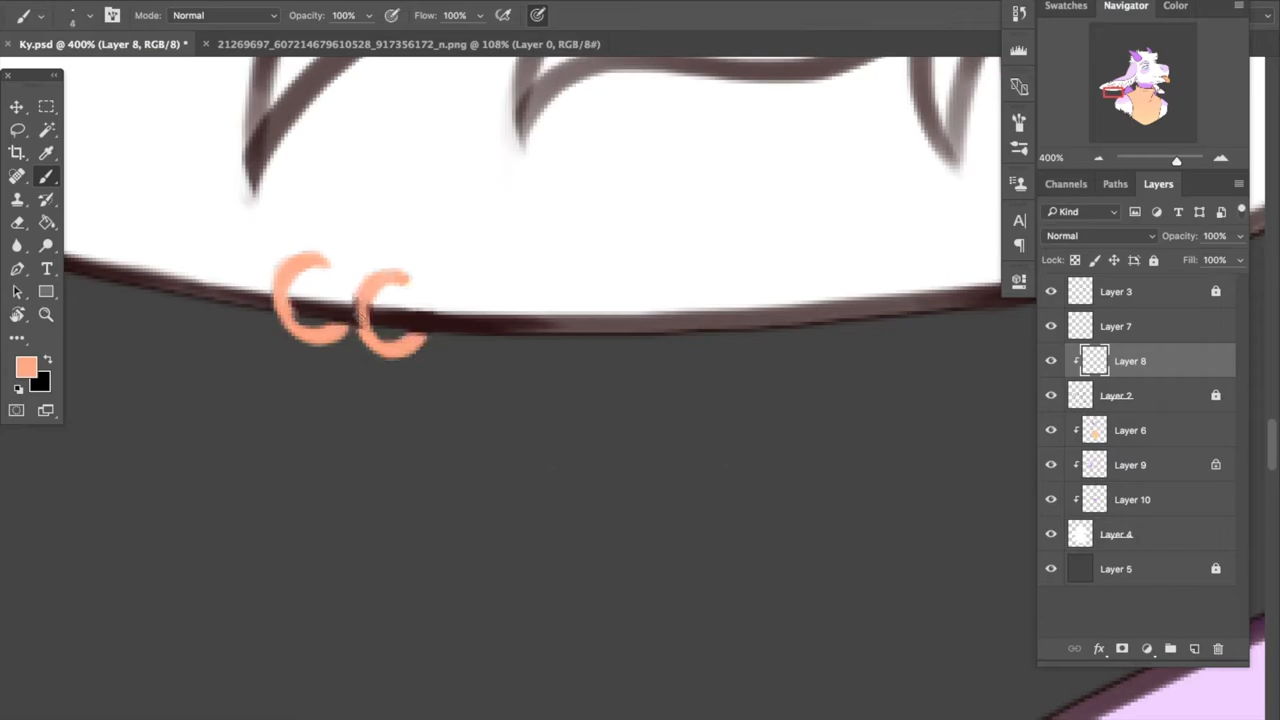 4
Mode: Normal
Opacity: 100%
Flow: 100%
Ky.psd @ 400% (Layer 8, RGB/8) *
21269697_607214679610528_917356172_n.png @ 108% (Layer 0, RGB/8#)
Swatches
Navigator
Color
400%
Channels
Paths
Layers
Kind
Normal
Opacity: 100%
Lock:
Fill: 100%
Layer 3
Layer 7
Layer 8
Layer 2
Layer 6
Layer 9
Layer 10
Layer 4
Layer 5
CC